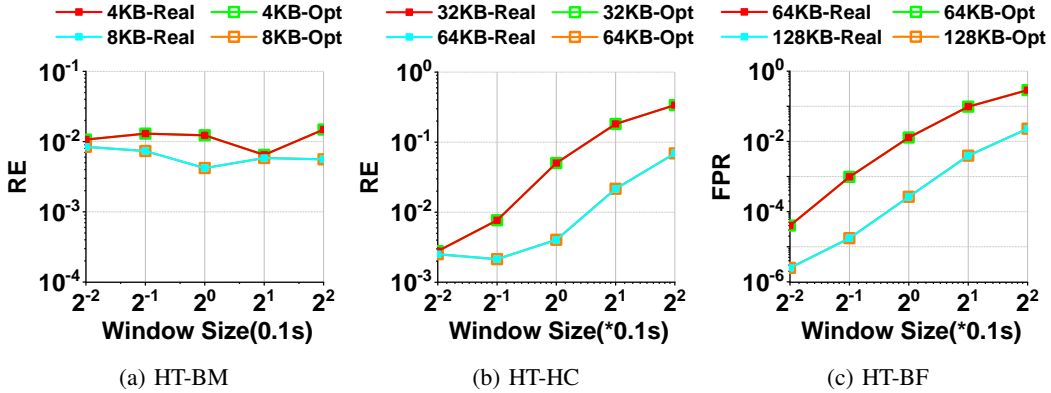 4KB-Real 4KB-Opt
8KB-Real 8KB-Opt
RE
10^-1
10^-2
10^-3
10^-4
2^-2 2^-1 2^0 2^1 2^2
Window Size(0.1s)
(a) HT-BM
32KB-Real 32KB-Opt
64KB-Real 64KB-Opt
RE
10^0
10^-1
10^-2
10^-3
2^-2 2^-1 2^0 2^1 2^2
Window Size(*0.1s)
(b) HT-HC
64KB-Real 64KB-Opt
128KB-Real 128KB-Opt
FPR
10^0
10^-2
10^-4
10^-6
2^-2 2^-1 2^0 2^1 2^2
Window Size(*0.1s)
(c) HT-BF